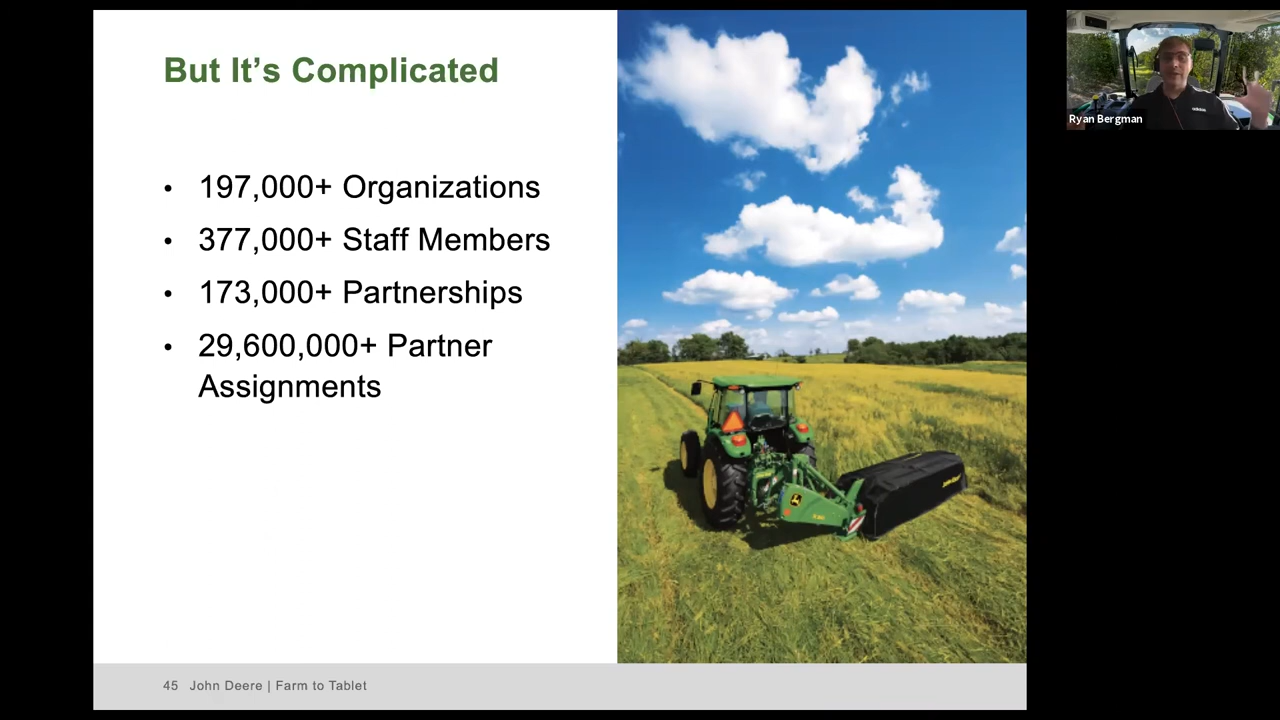 But It's Complicated
• 197,000+ Organizations
• 377,000+ Staff Members
• 173,000+ Partnerships
• 29,600,000+ Partner
Assignments
45 John Deere | Farm to Tablet
Ryan Bergman
adidas